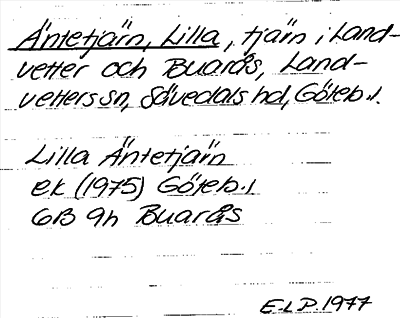 Äntetjärn, Lilla, tjärn i Land-
vetter och Buarås, Land-
vetters sn, Sävedals hd, Göteb. l.
Lilla Äntetjärn
ek (1975) Göteb. l
6B 9h Buarås
E-L P. 1977